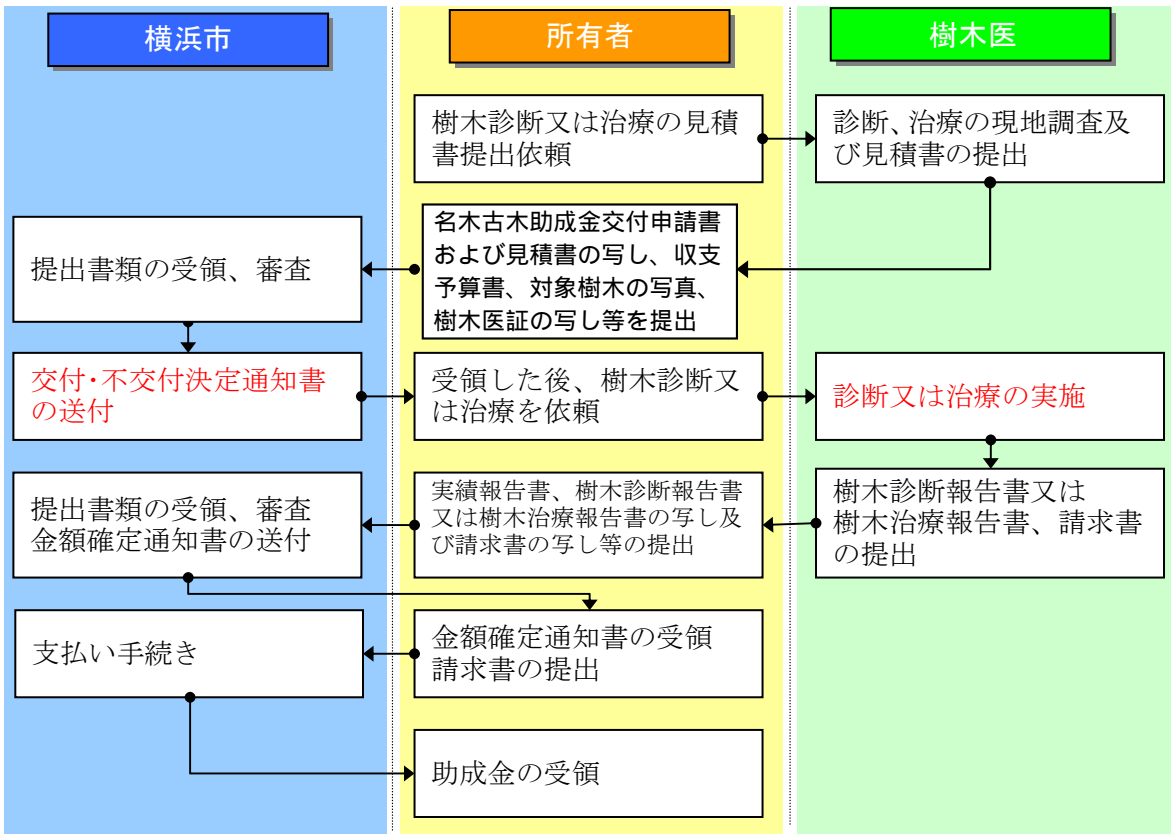 横浜市
所有者
樹木医
樹木診断又は治療の見積
書提出依頼
診断、治療の現地調査及
び見積書の提出
名木古木助成金交付申請書
および見積書の写し、収支
予算書、対象樹木の写真、
樹木医証の写し等を提出
提出書類の受領、審査
交付・不交付決定通知書
の送付
受領した後、樹木診断又
は治療を依頼
診断又は治療の実施
樹木診断報告書又は
樹木治療報告書、請求書
の提出
実績報告書、樹木診断報告書
又は樹木治療報告書の写し及
び請求書の写し等の提出
提出書類の受領、審査
金額確定通知書の送付
金額確定通知書の受領
請求書の提出
支払い手続き
助成金の受領